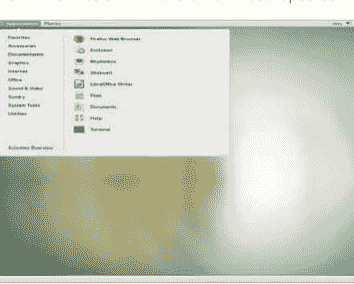 Applications Places
Favorites
Accessories
Documentation
Graphics
Internet
Office
Sound & Video
Sundry
System Tools
Utilities
Activities Overview
Firefox Web Browser
Evolution
Rhythmbox
Shotwell
LibreOffice Writer
Files
Documents
Help
Terminal